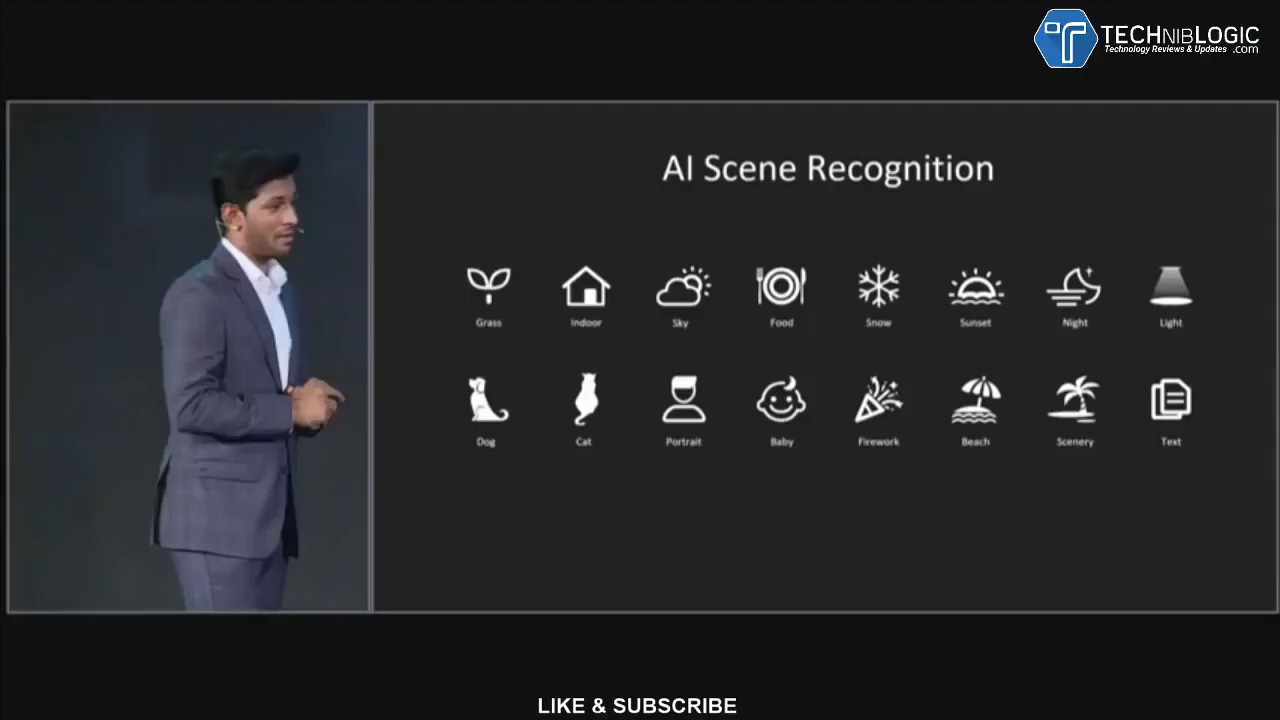 TECHNIBLOGIC
Technology Reviews & Updates .com
AI Scene Recognition
Grass Indoor Sky Food Snow Sunset Night Light
Dog Cat Portrait Baby Firework Beach Scenery Text
LIKE & SUBSCRIBE